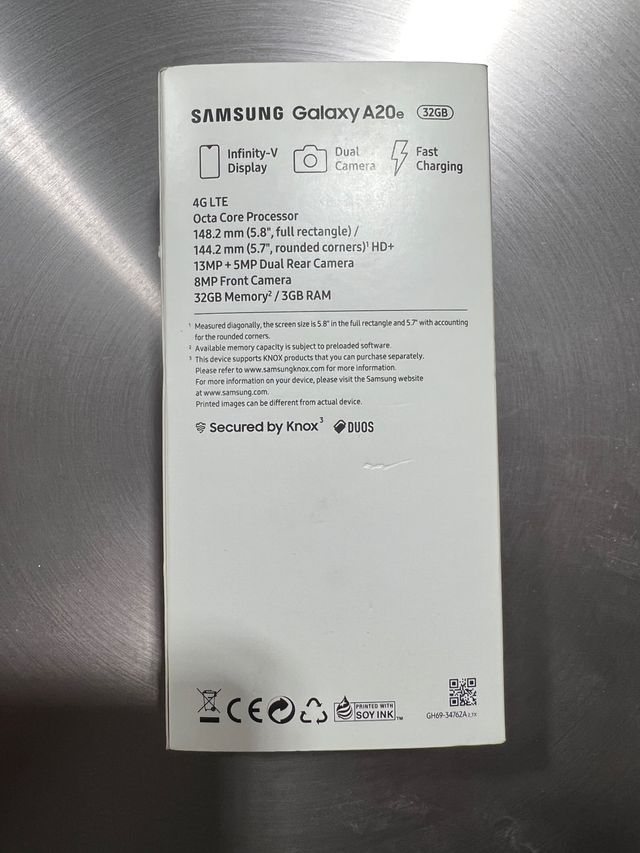 SAMSUNG Galaxy A20e 32GB
Infinity-V Display
Dual Camera
Fast Charging
4G LTE
Octa Core Processor
148.2 mm (5.8", full rectangle) /
144.2 mm (5.7", rounded corners)¹ HD+
13MP + 5MP Dual Rear Camera
8MP Front Camera
32GB Memory² / 3GB RAM
¹ Measured diagonally, the screen size is 5.8" in the full rectangle and 5.7" with accounting
for the rounded corners.
² Available memory capacity is subject to preloaded software.
³ This device supports KNOX products that you can purchase separately.
Please refer to www.samsungknox.com for more information.
For more information on your device, please visit the Samsung website
at www.samsung.com.
Printed images can be different from actual device.
Secured by Knox³ DUOS
CE
PRINTED WITH
SOY INK™
GH69-34762A